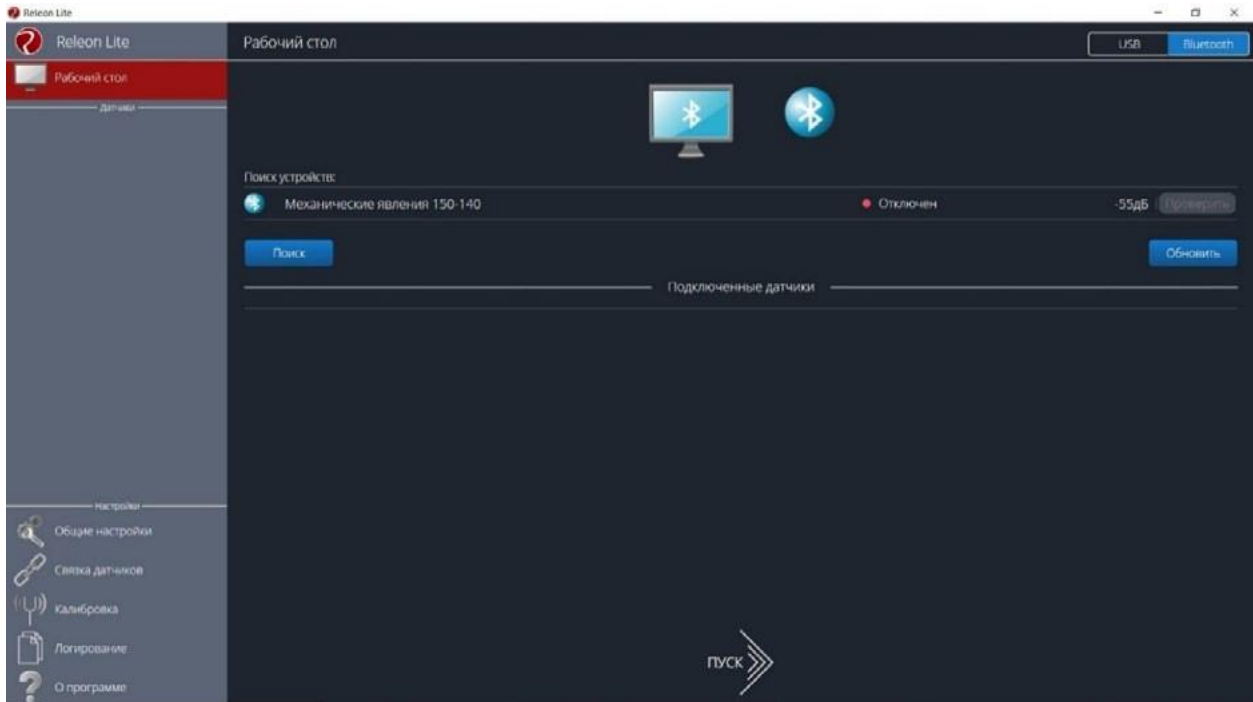 Releon Lite
Releon Lite
Рабочий стол
USB
Bluetooth
Рабочий стол
Датчики
Поиск устройств:
Механические явления 150-140
Отключен
-55дБ
Проверить
Поиск
Обновить
Подключенные датчики
Настройки
Общие настройки
Связка датчиков
Калибровка
Логирование
О программе
ПУСК